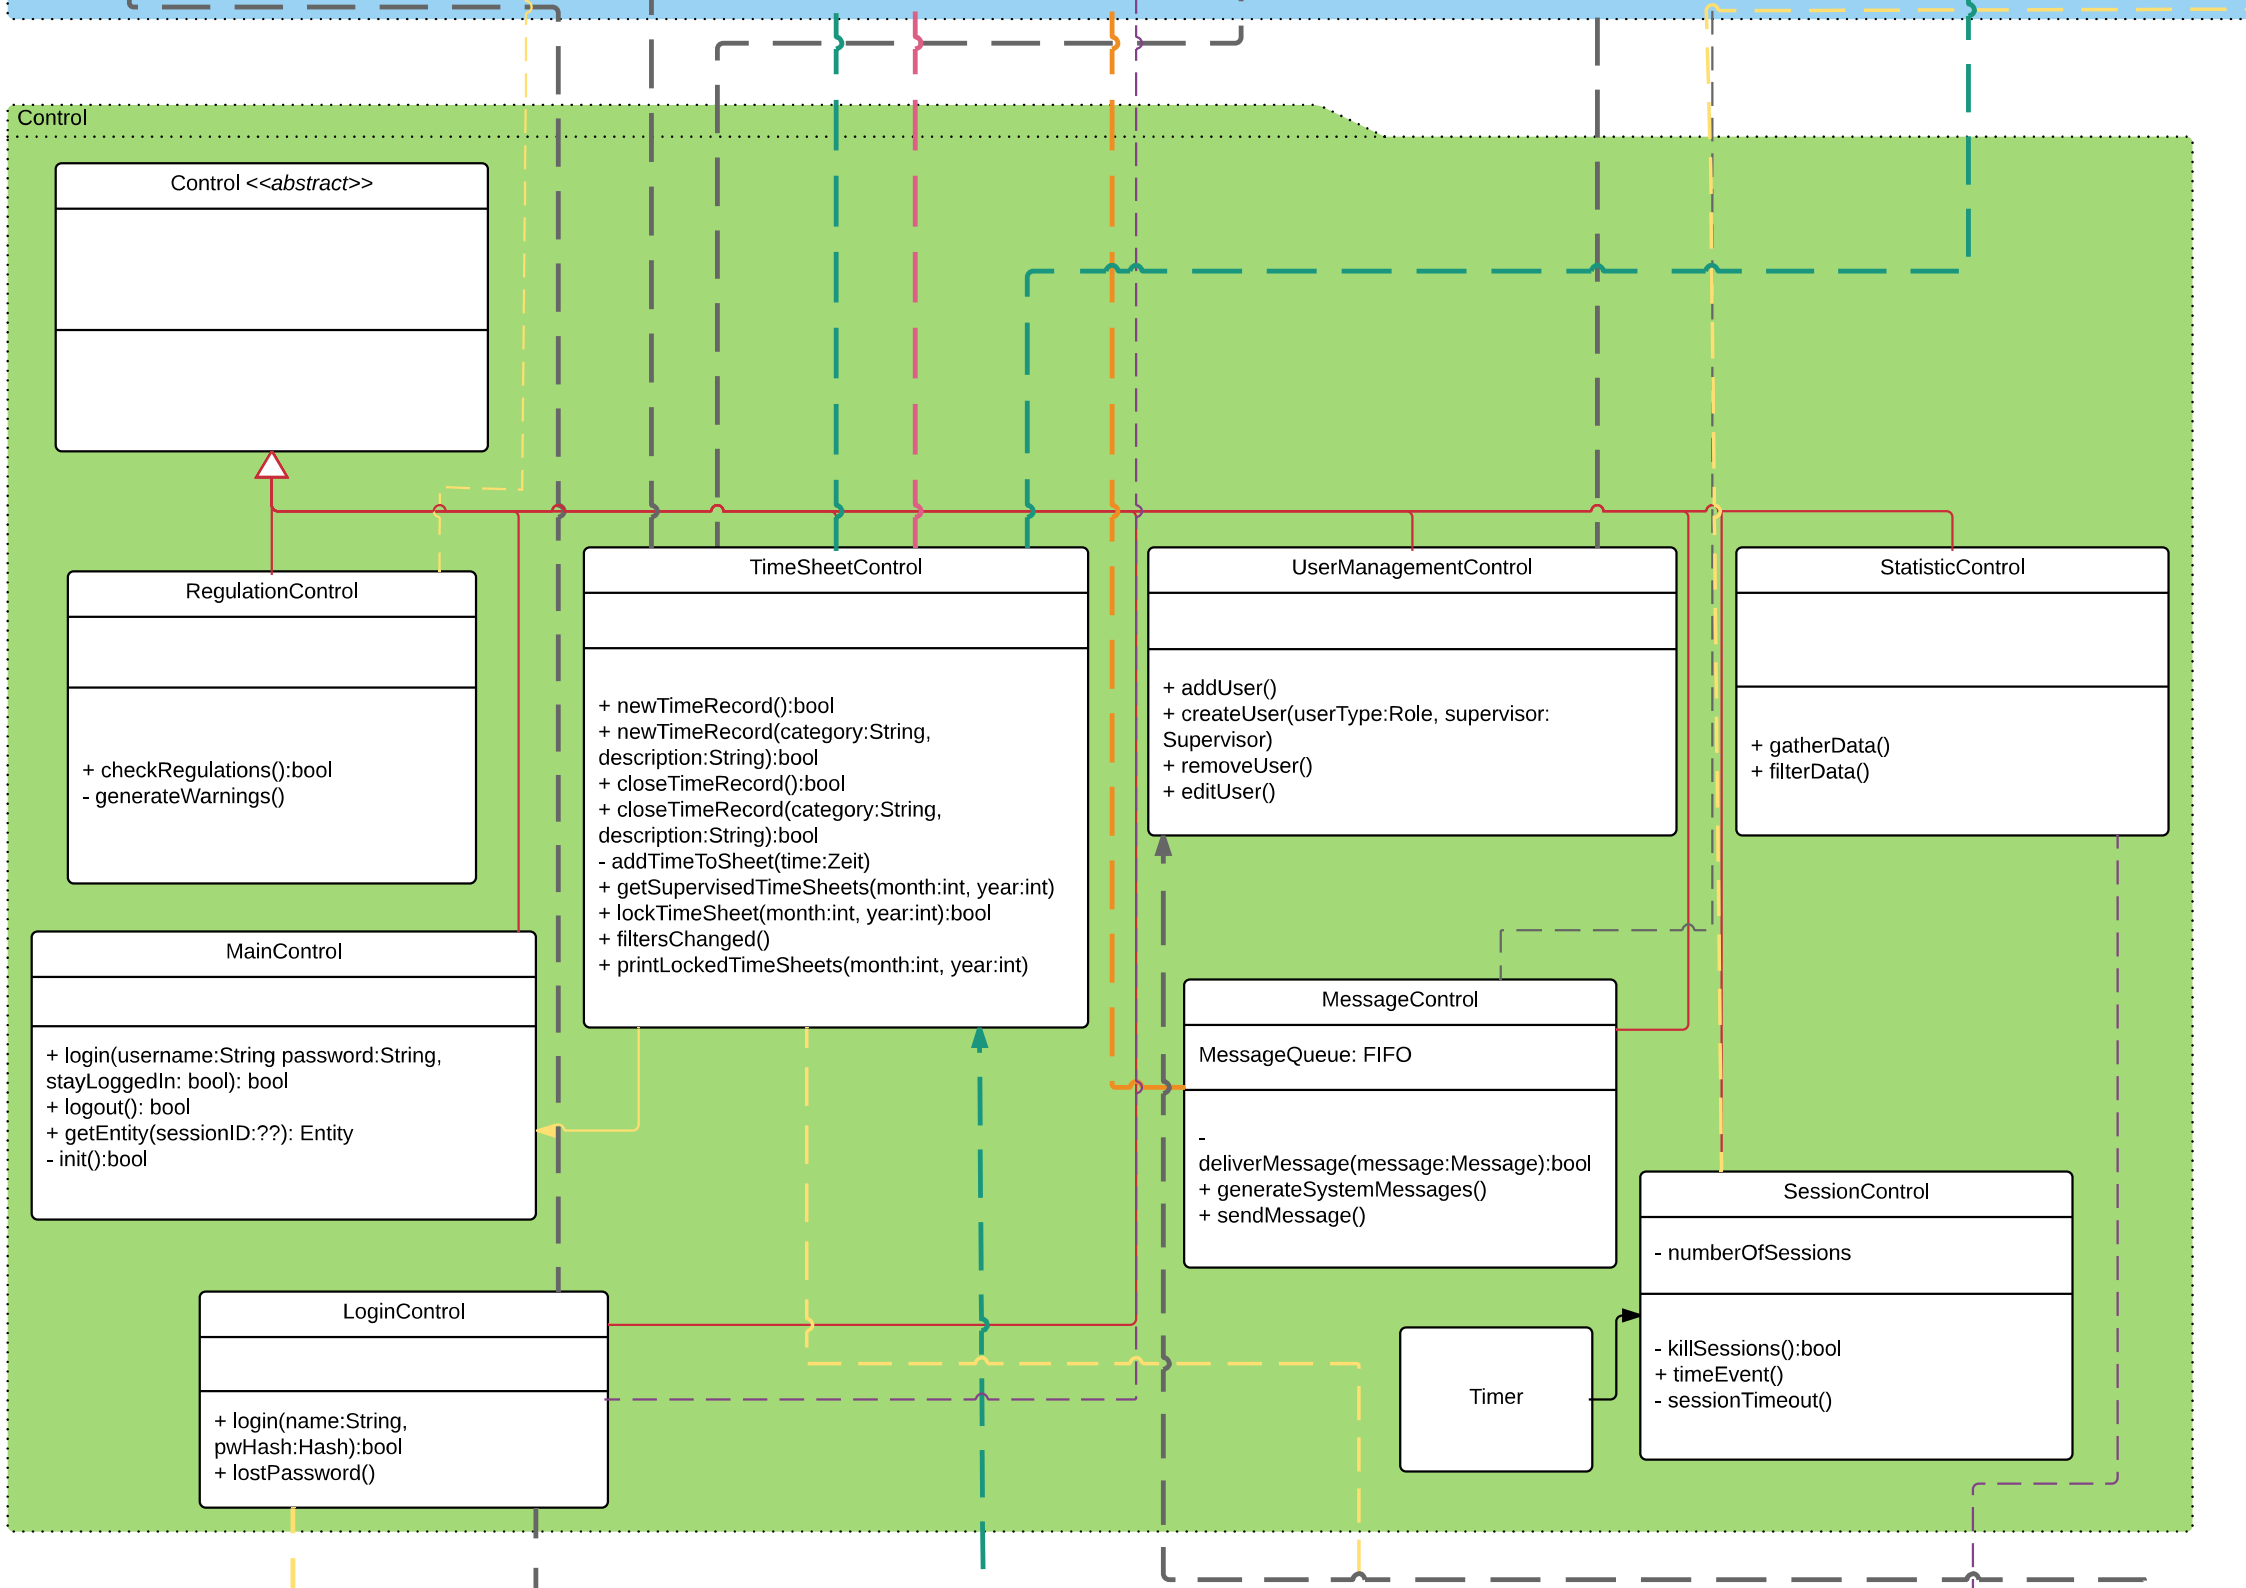 Control
Control <<abstract>>
RegulationControl
+ checkRegulations():bool
- generateWarnings()
TimeSheetControl
+ newTimeRecord():bool
+ newTimeRecord(category:String,
description:String):bool
+ closeTimeRecord():bool
+ closeTimeRecord(category:String,
description:String):bool
- addTimeToSheet(time:Zeit)
+ getSupervisedTimeSheets(month:int, year:int)
+ lockTimeSheet(month:int, year:int):bool
+ filtersChanged()
+ printLockedTimeSheets(month:int, year:int)
UserManagementControl
+ addUser()
+ createUser(userType:Role, supervisor:
Supervisor)
+ removeUser()
+ editUser()
StatisticControl
+ gatherData()
+ filterData()
MainControl
+ login(username:String password:String,
stayLoggedIn: bool): bool
+ logout(): bool
+ getEntity(sessionID:??): Entity
- init():bool
MessageControl
MessageQueue: FIFO
-
deliverMessage(message:Message):bool
+ generateSystemMessages()
+ sendMessage()
SessionControl
- numberOfSessions
- killSessions():bool
+ timeEvent()
- sessionTimeout()
LoginControl
+ login(name:String,
pwHash:Hash):bool
+ lostPassword()
Timer